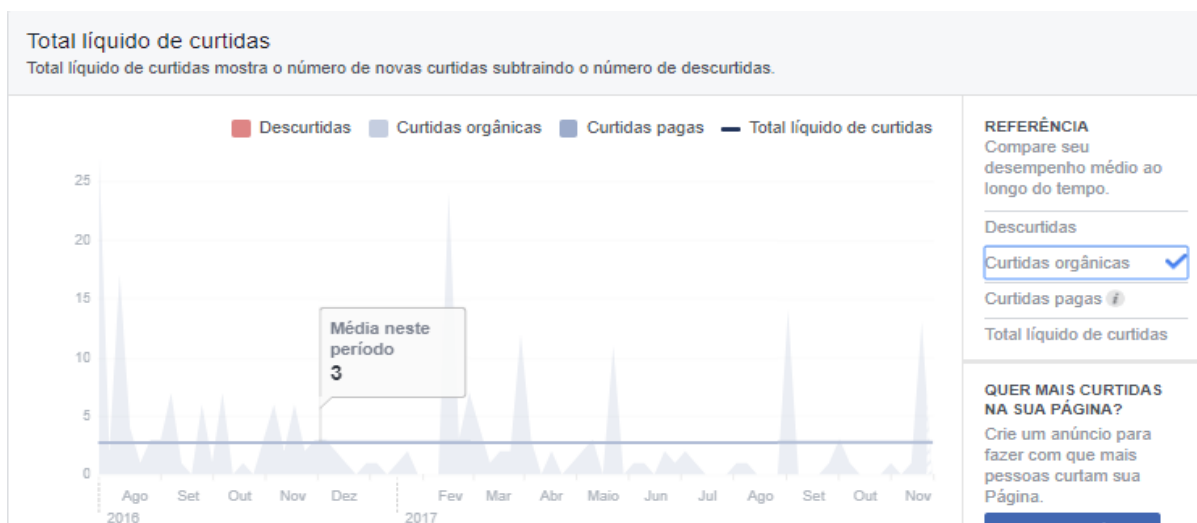 Total líquido de curtidas
Total líquido de curtidas mostra o número de novas curtidas subtraindo o número de descurtidas.
Descurtidas Curtidas orgânicas Curtidas pagas Total líquido de curtidas
25
20
15
10
5
0
Média neste
período
3
Ago Set Out Nov Dez Fev Mar Abr Maio Jun Jul Ago Set Out Nov
2016 2017
REFERÊNCIA
Compare seu
desempenho médio ao
longo do tempo.
Descurtidas
Curtidas orgânicas
Curtidas pagas i
Total líquido de curtidas
QUER MAIS CURTIDAS
NA SUA PÁGINA?
Crie um anúncio para
fazer com que mais
pessoas curtam sua
Página.